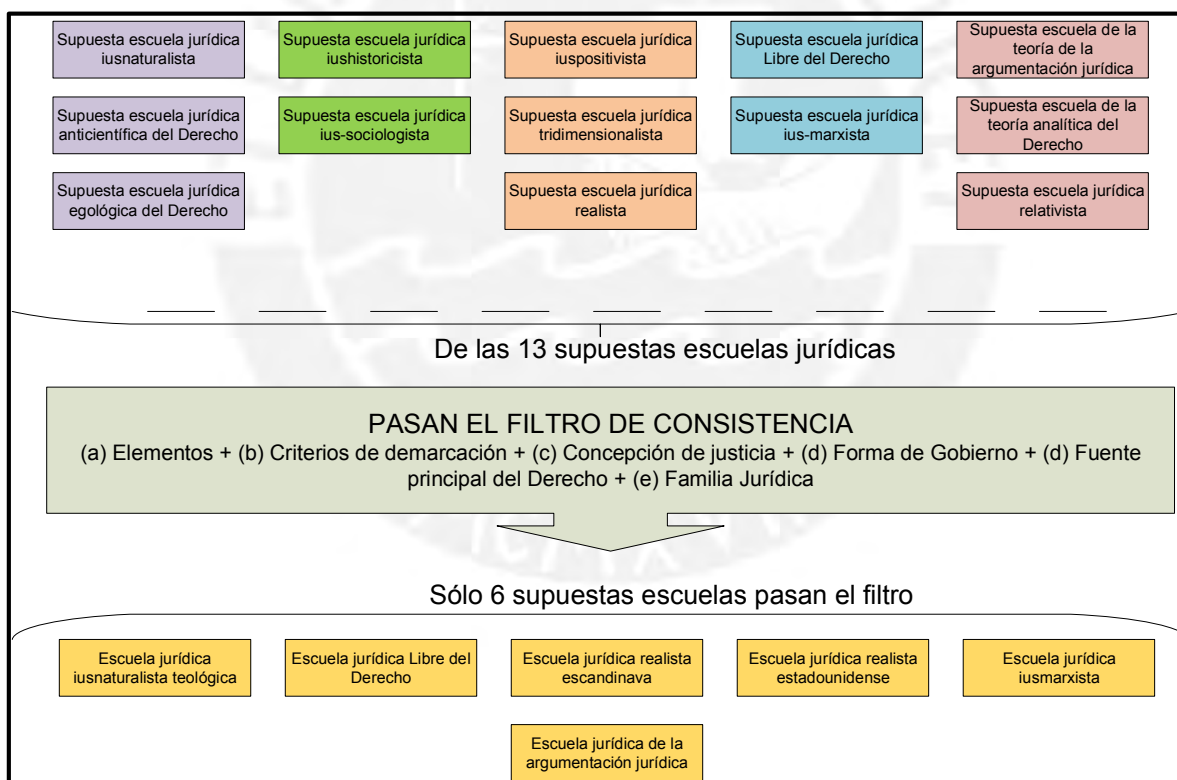 Supuesta escuela jurídica
iusnaturalista
Supuesta escuela jurídica
iushistoricista
Supuesta escuela jurídica
iuspositivista
Supuesta escuela jurídica
Libre del Derecho
Supuesta escuela de la
teoría de la
argumentación jurídica
Supuesta escuela jurídica
anticientífica del Derecho
Supuesta escuela jurídica
ius-sociologista
Supuesta escuela jurídica
tridimensionalista
Supuesta escuela jurídica
ius-marxista
Supuesta escuela de la
teoría analítica del
Derecho
Supuesta escuela jurídica
egológica del Derecho
Supuesta escuela jurídica
realista
Supuesta escuela jurídica
relativista
De las 13 supuestas escuelas jurídicas
PASAN EL FILTRO DE CONSISTENCIA
(a) Elementos + (b) Criterios de demarcación + (c) Concepción de justicia + (d) Forma de Gobierno + (d) Fuente
principal del Derecho + (e) Familia Jurídica
Sólo 6 supuestas escuelas pasan el filtro
Escuela jurídica
iusnaturalista teológica
Escuela jurídica Libre del
Derecho
Escuela jurídica realista
escandinava
Escuela jurídica realista
estadounidense
Escuela jurídica
iusmarxista
Escuela jurídica de la
argumentación jurídica